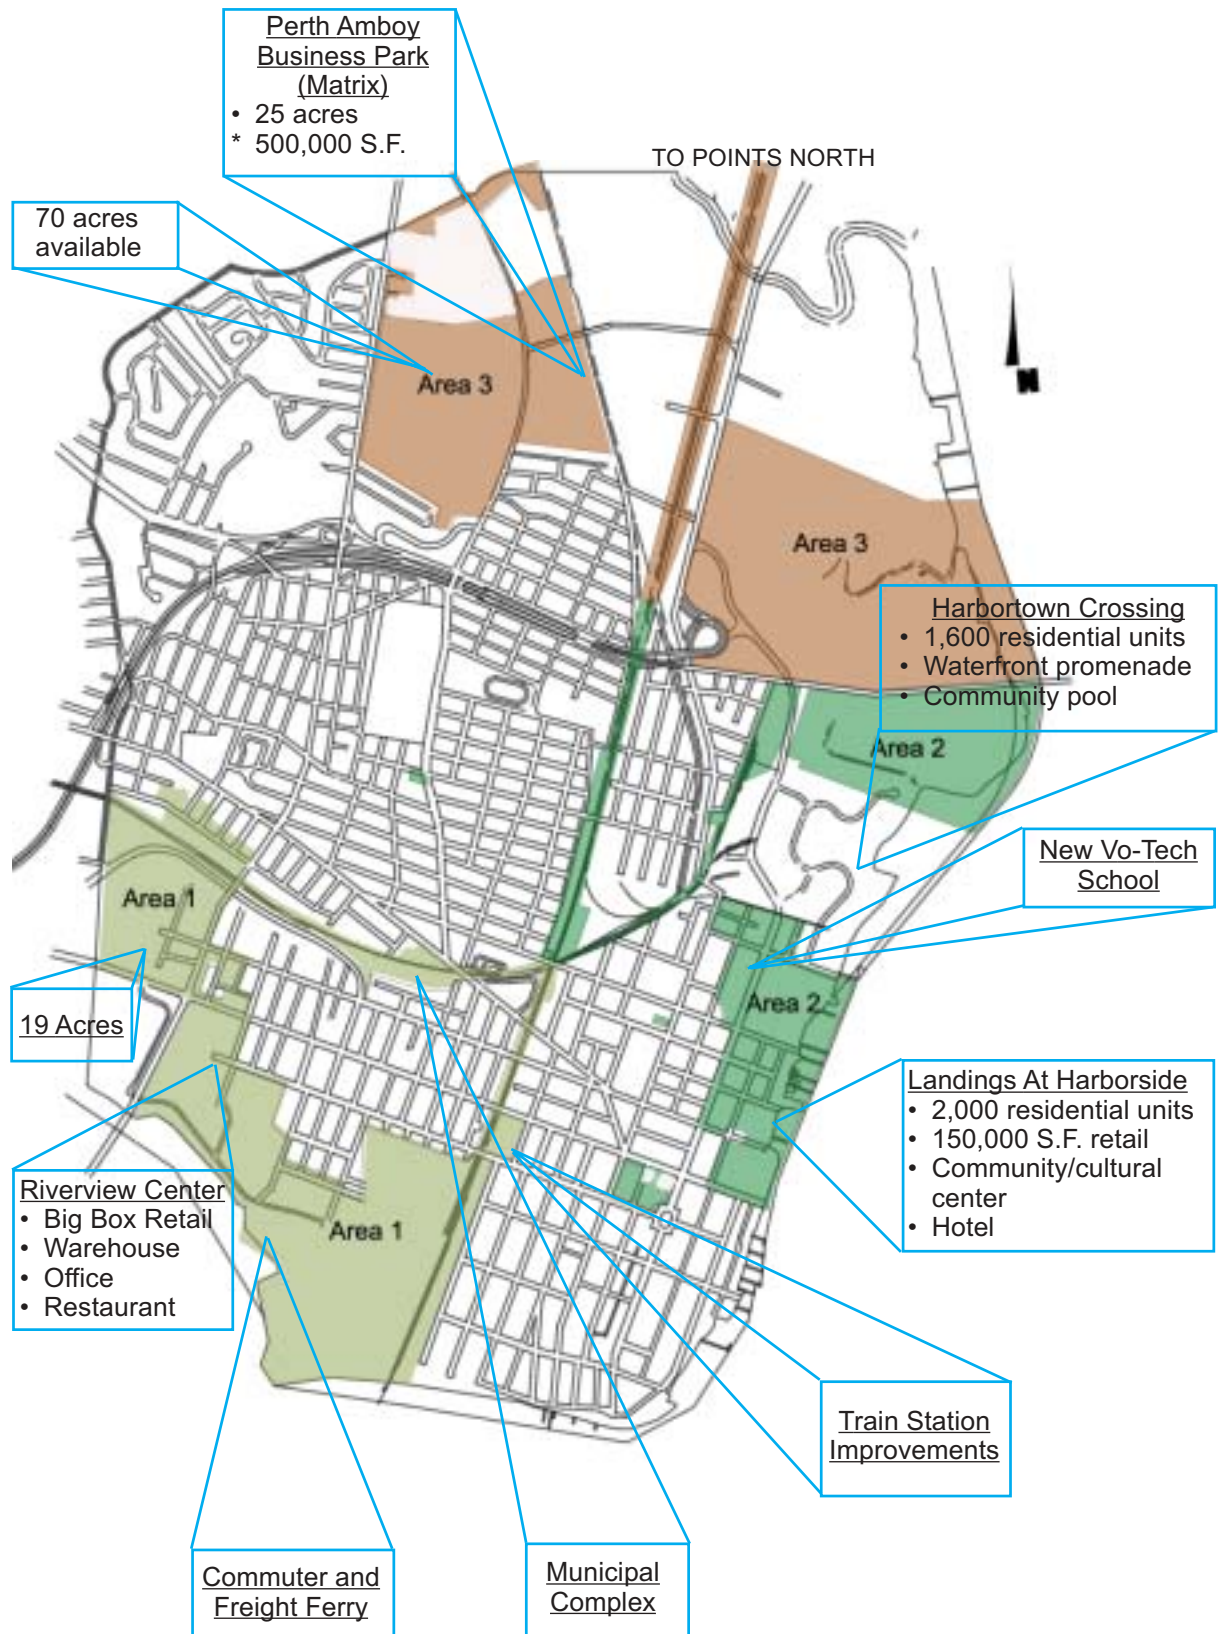 Perth Amboy
Business Park
(Matrix)
• 25 acres
* 500,000 S.F.
TO POINTS NORTH
70 acres
available
Area 3
N
Area 3
Harbortown Crossing
• 1,600 residential units
• Waterfront promenade
• Community pool
Area 2
New Vo-Tech
School
Area 1
Area 2
19 Acres
Landings At Harborside
• 2,000 residential units
• 150,000 S.F. retail
• Community/cultural
center
• Hotel
Riverview Center
• Big Box Retail
• Warehouse
• Office
• Restaurant
Area 1
Train Station
Improvements
Commuter and
Freight Ferry
Municipal
Complex